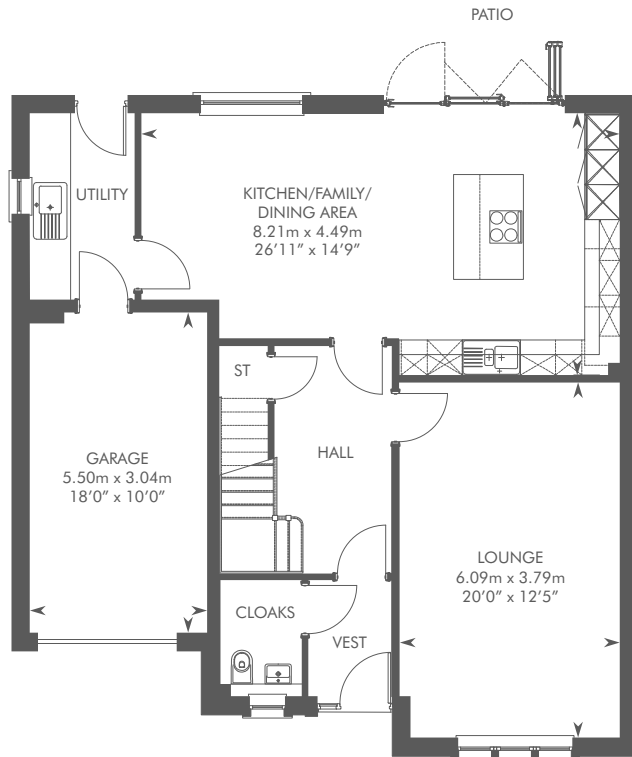 PATIO
UTILITY
KITCHEN/FAMILY/
DINING AREA
8.21m x 4.49m
26’11” x 14’9”
ST
HALL
GARAGE
5.50m x 3.04m
18’0” x 10’0”
LOUNGE
6.09m x 3.79m
20’0” x 12’5”
CLOAKS
VEST